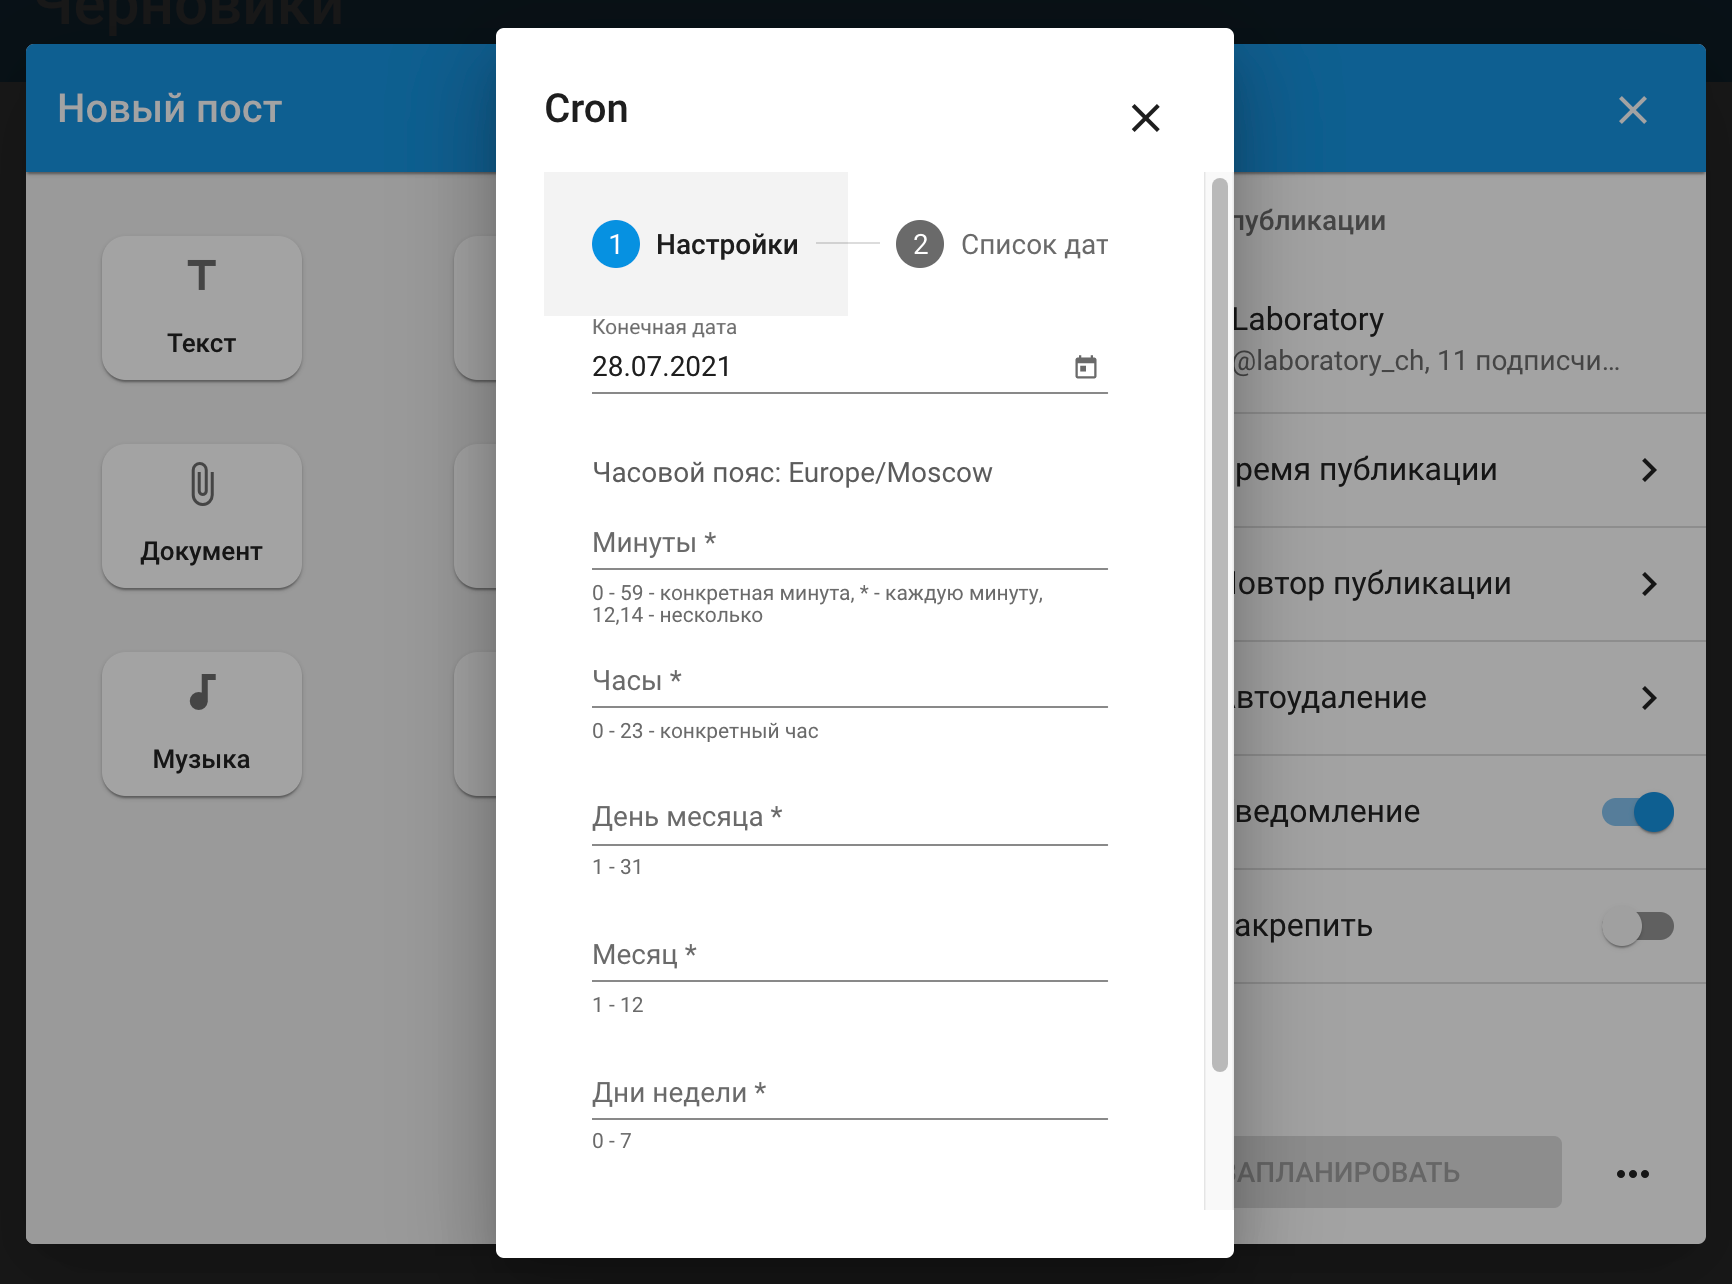 Черновики
Новый пост
Текст
Документ
Музыка
Cron
1 Настройки
2 Список дат
Конечная дата
28.07.2021
Часовой пояс: Europe/Moscow
Минуты *
0 - 59 - конкретная минута, * - каждую минуту,
12,14 - несколько
Часы *
0 - 23 - конкретный час
День месяца *
1 - 31
Месяц *
1 - 12
Дни недели *
0 - 7
публикации
Laboratory
@laboratory_ch, 11 подписчи...
ремя публикации
овтор публикации
втоудаление
ведомление
акрепить
ЗАПЛАНИРОВАТЬ